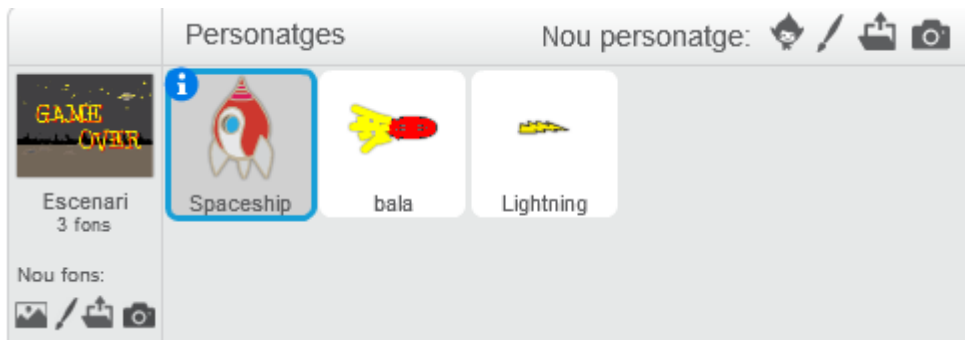 Personatges
Nou personatge:
GAME
OVER
Escenari
3 fons
Spaceship
bala
Lightning
Nou fons: